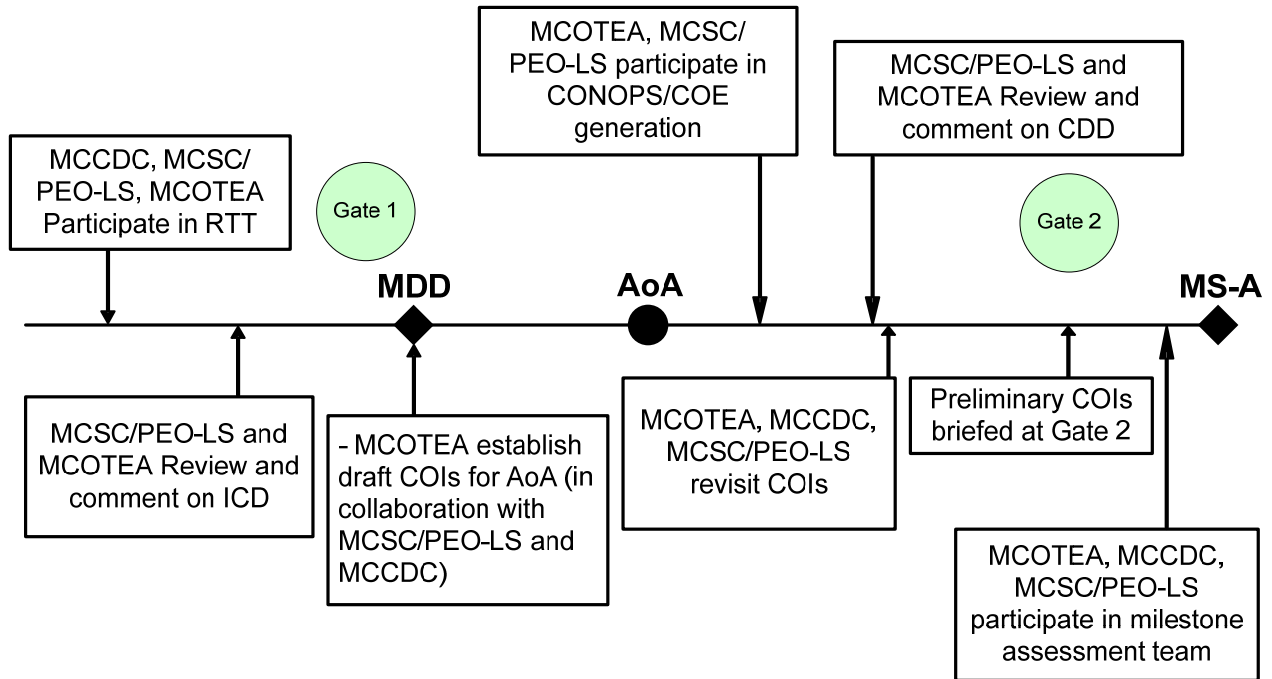 MCOTEA, MCSC/
PEO-LS participate in
CONOPS/COE
generation
MCSC/PEO-LS and
MCOTEA Review and
comment on CDD
MCCDC, MCSC/
PEO-LS, MCOTEA
Participate in RTT
Gate 1
Gate 2
MDD
AoA
MS-A
MCSC/PEO-LS and
MCOTEA Review and
comment on ICD
- MCOTEA establish
draft COIs for AoA (in
collaboration with
MCSC/PEO-LS and
MCCDC)
MCOTEA, MCCDC,
MCSC/PEO-LS
revisit COIs
Preliminary COIs
briefed at Gate 2
MCOTEA, MCCDC,
MCSC/PEO-LS
participate in milestone
assessment team